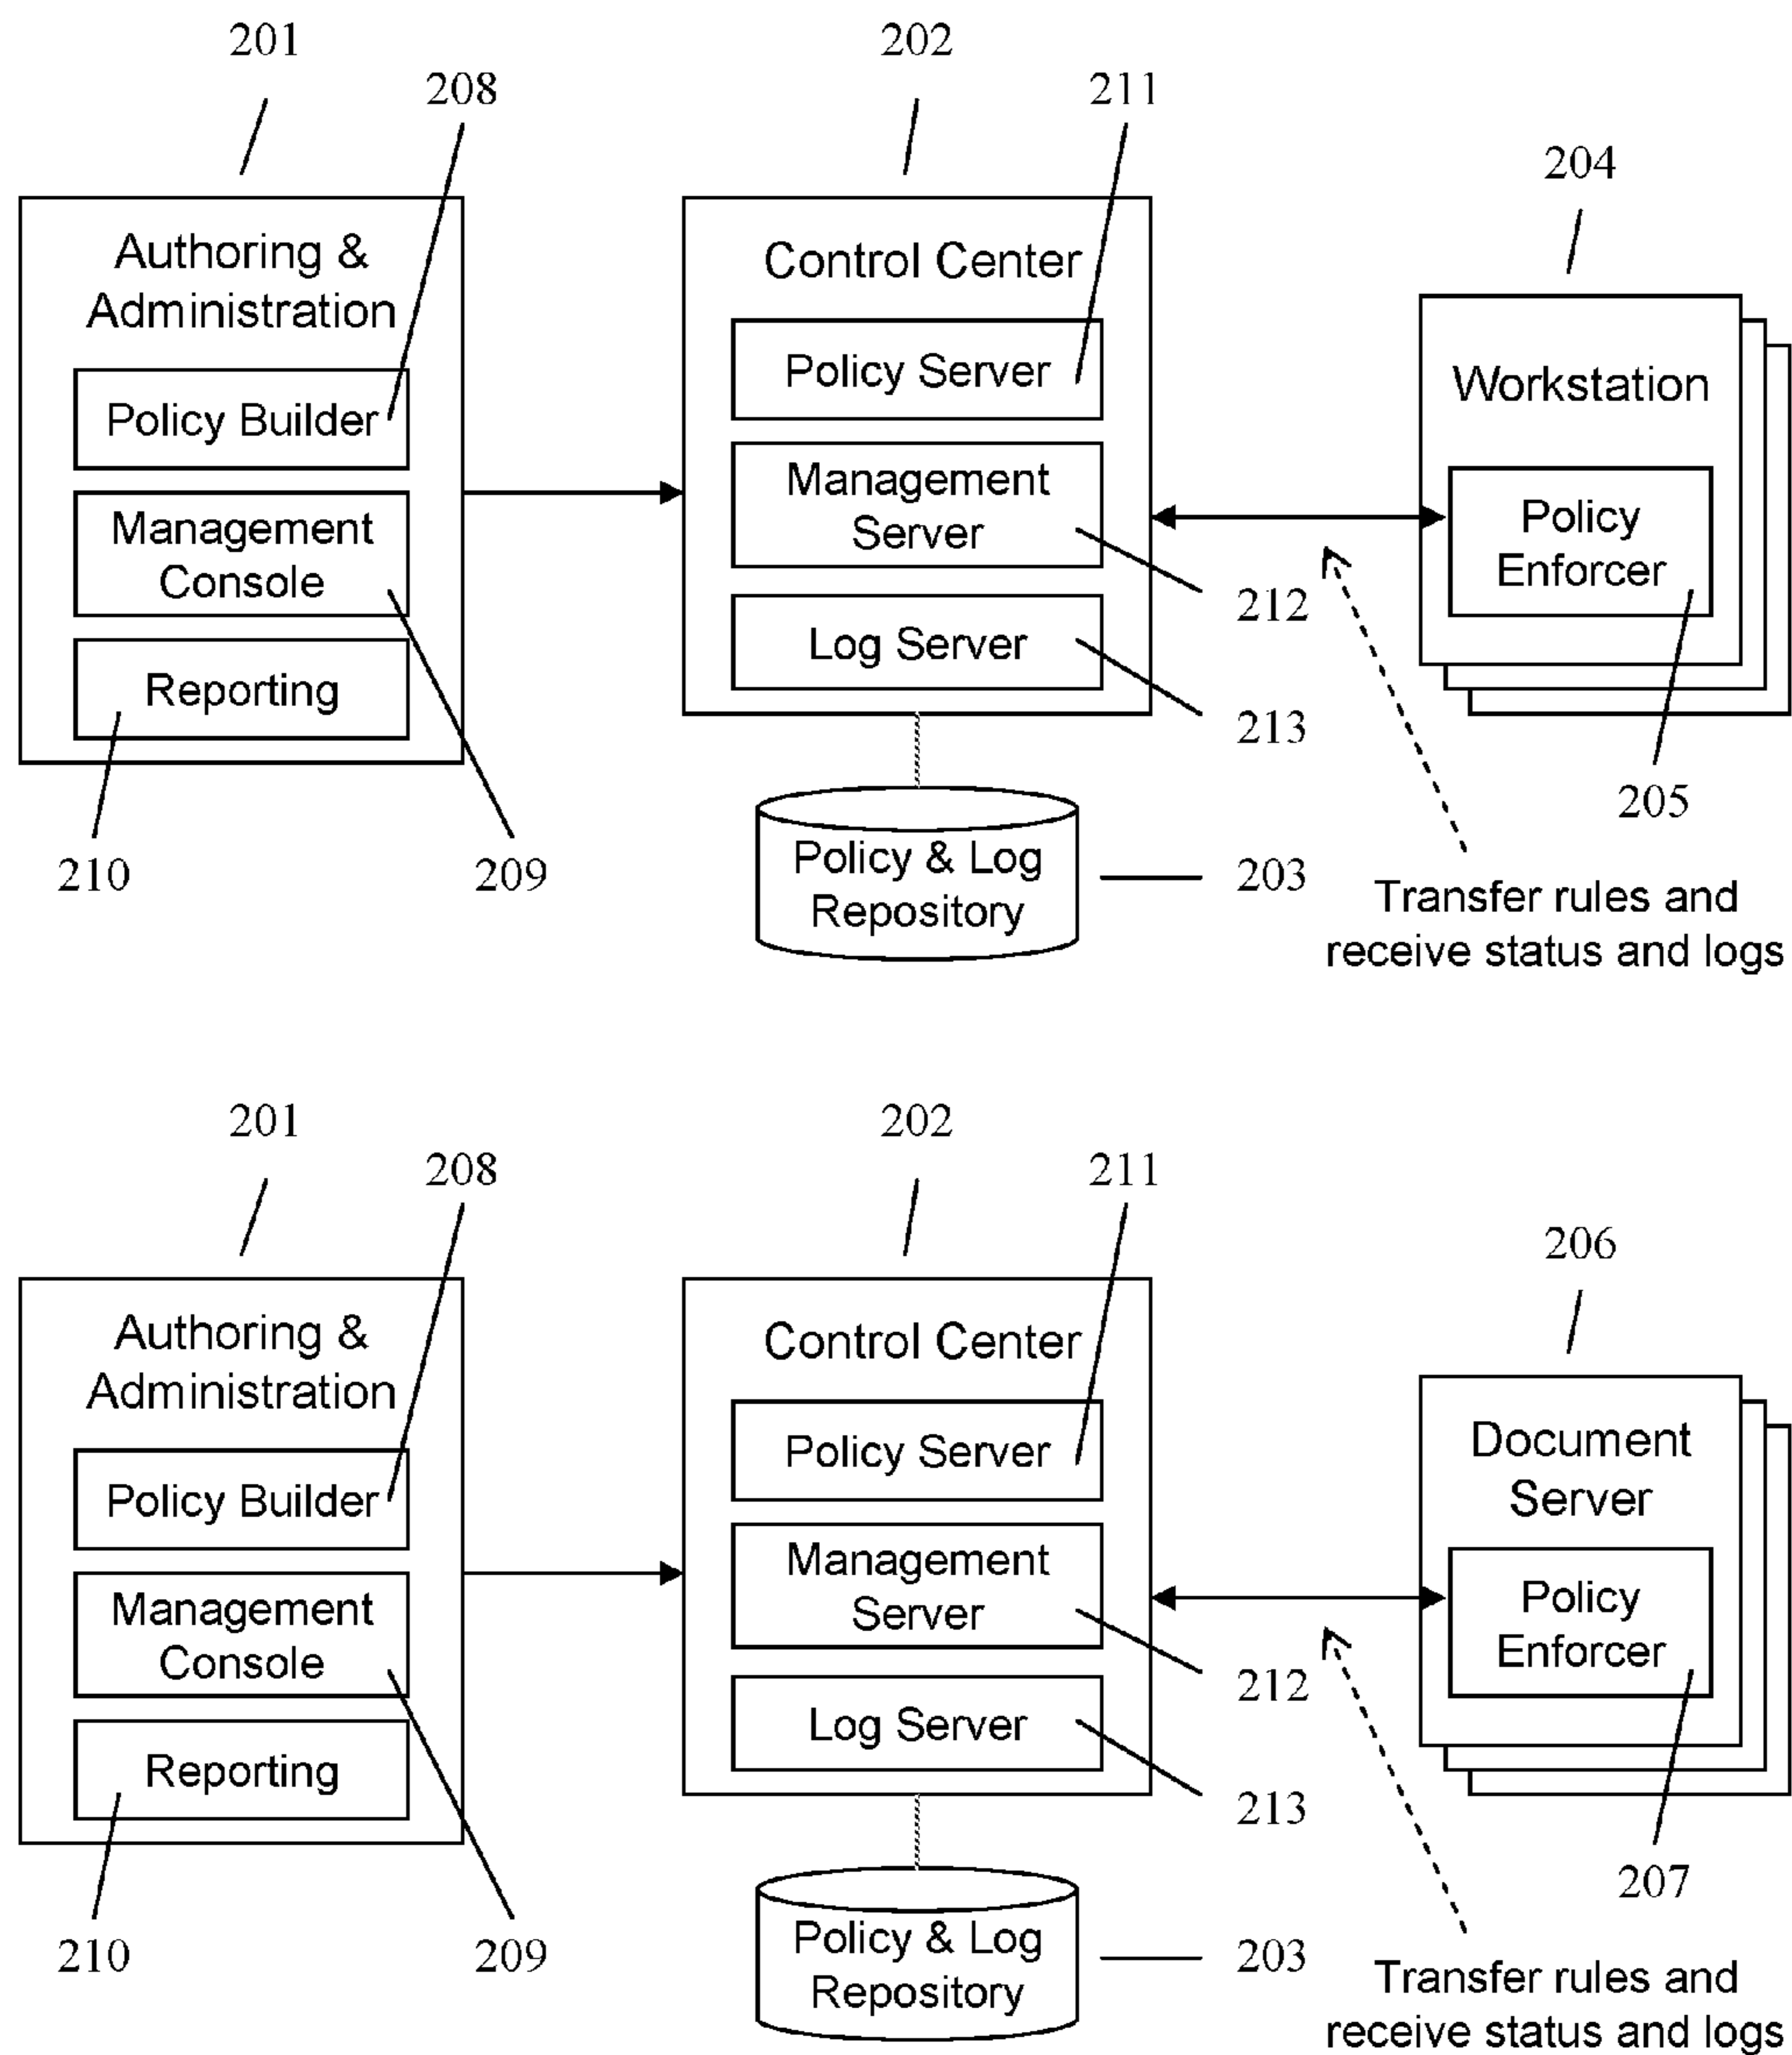 201
202
208
211
204
Authoring &
Administration
Policy Builder
Management
Console
Reporting
210
209
Control Center
Policy Server
Management
Server
Log Server
212
213
Policy & Log
Repository
203
Workstation
Policy
Enforcer
205
Transfer rules and
receive status and logs
201
202
208
211
206
Authoring &
Administration
Policy Builder
Management
Console
Reporting
210
209
Control Center
Policy Server
Management
Server
Log Server
212
213
Policy & Log
Repository
203
Document
Server
Policy
Enforcer
207
Transfer rules and
receive status and logs